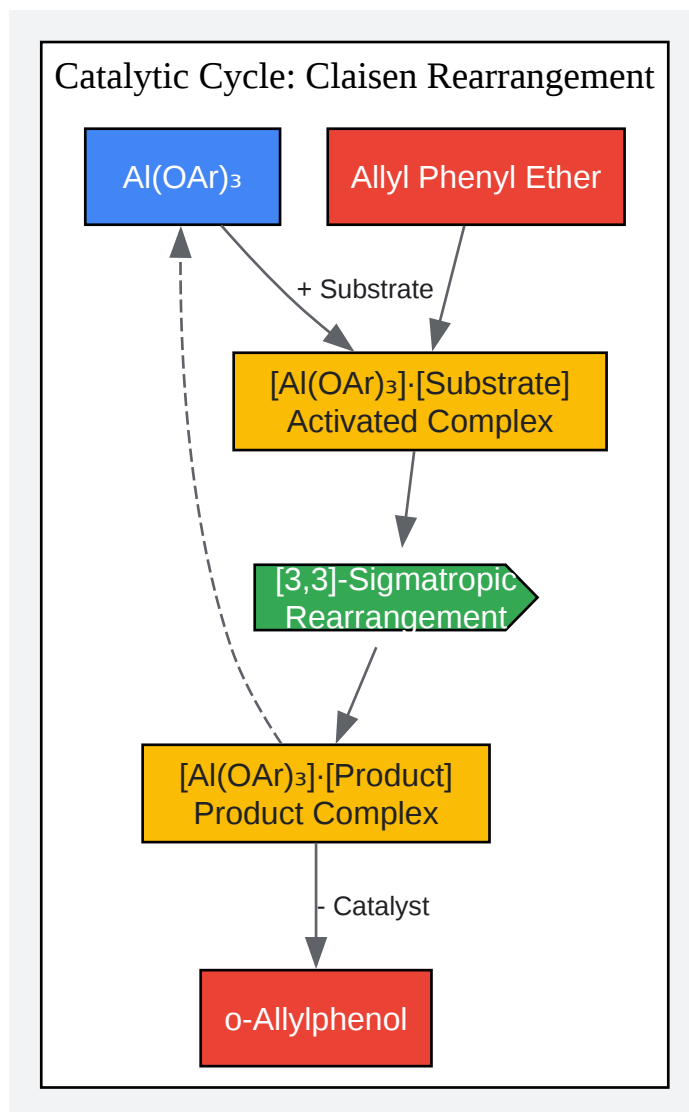 Catalytic Cycle: Claisen Rearrangement
Al(OAr)₃
Allyl Phenyl Ether
+ Substrate
[Al(OAr)₃]·[Substrate]
Activated Complex
[3,3]-Sigmatropic
Rearrangement
[Al(OAr)₃]·[Product]
Product Complex
- Catalyst
o-Allylphenol